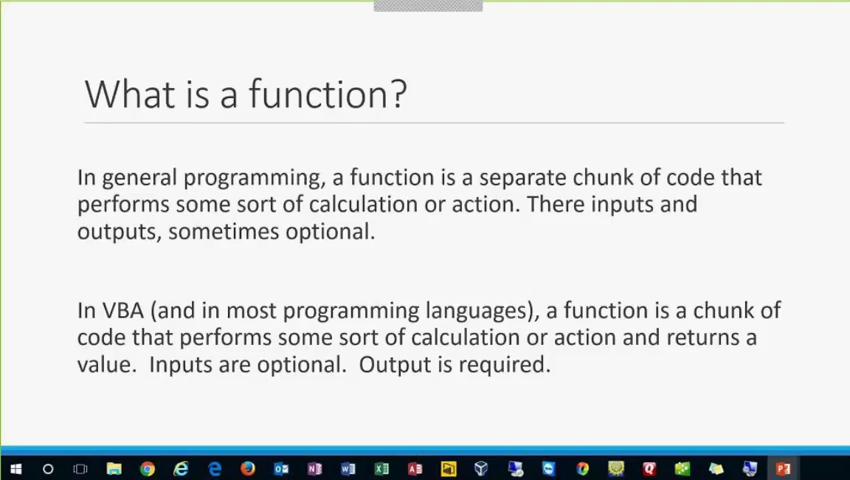 What is a function?
In general programming, a function is a separate chunk of code that
performs some sort of calculation or action. There inputs and
outputs, sometimes optional.
In VBA (and in most programming languages), a function is a chunk of
code that performs some sort of calculation or action and returns a
value.  Inputs are optional.  Output is required.